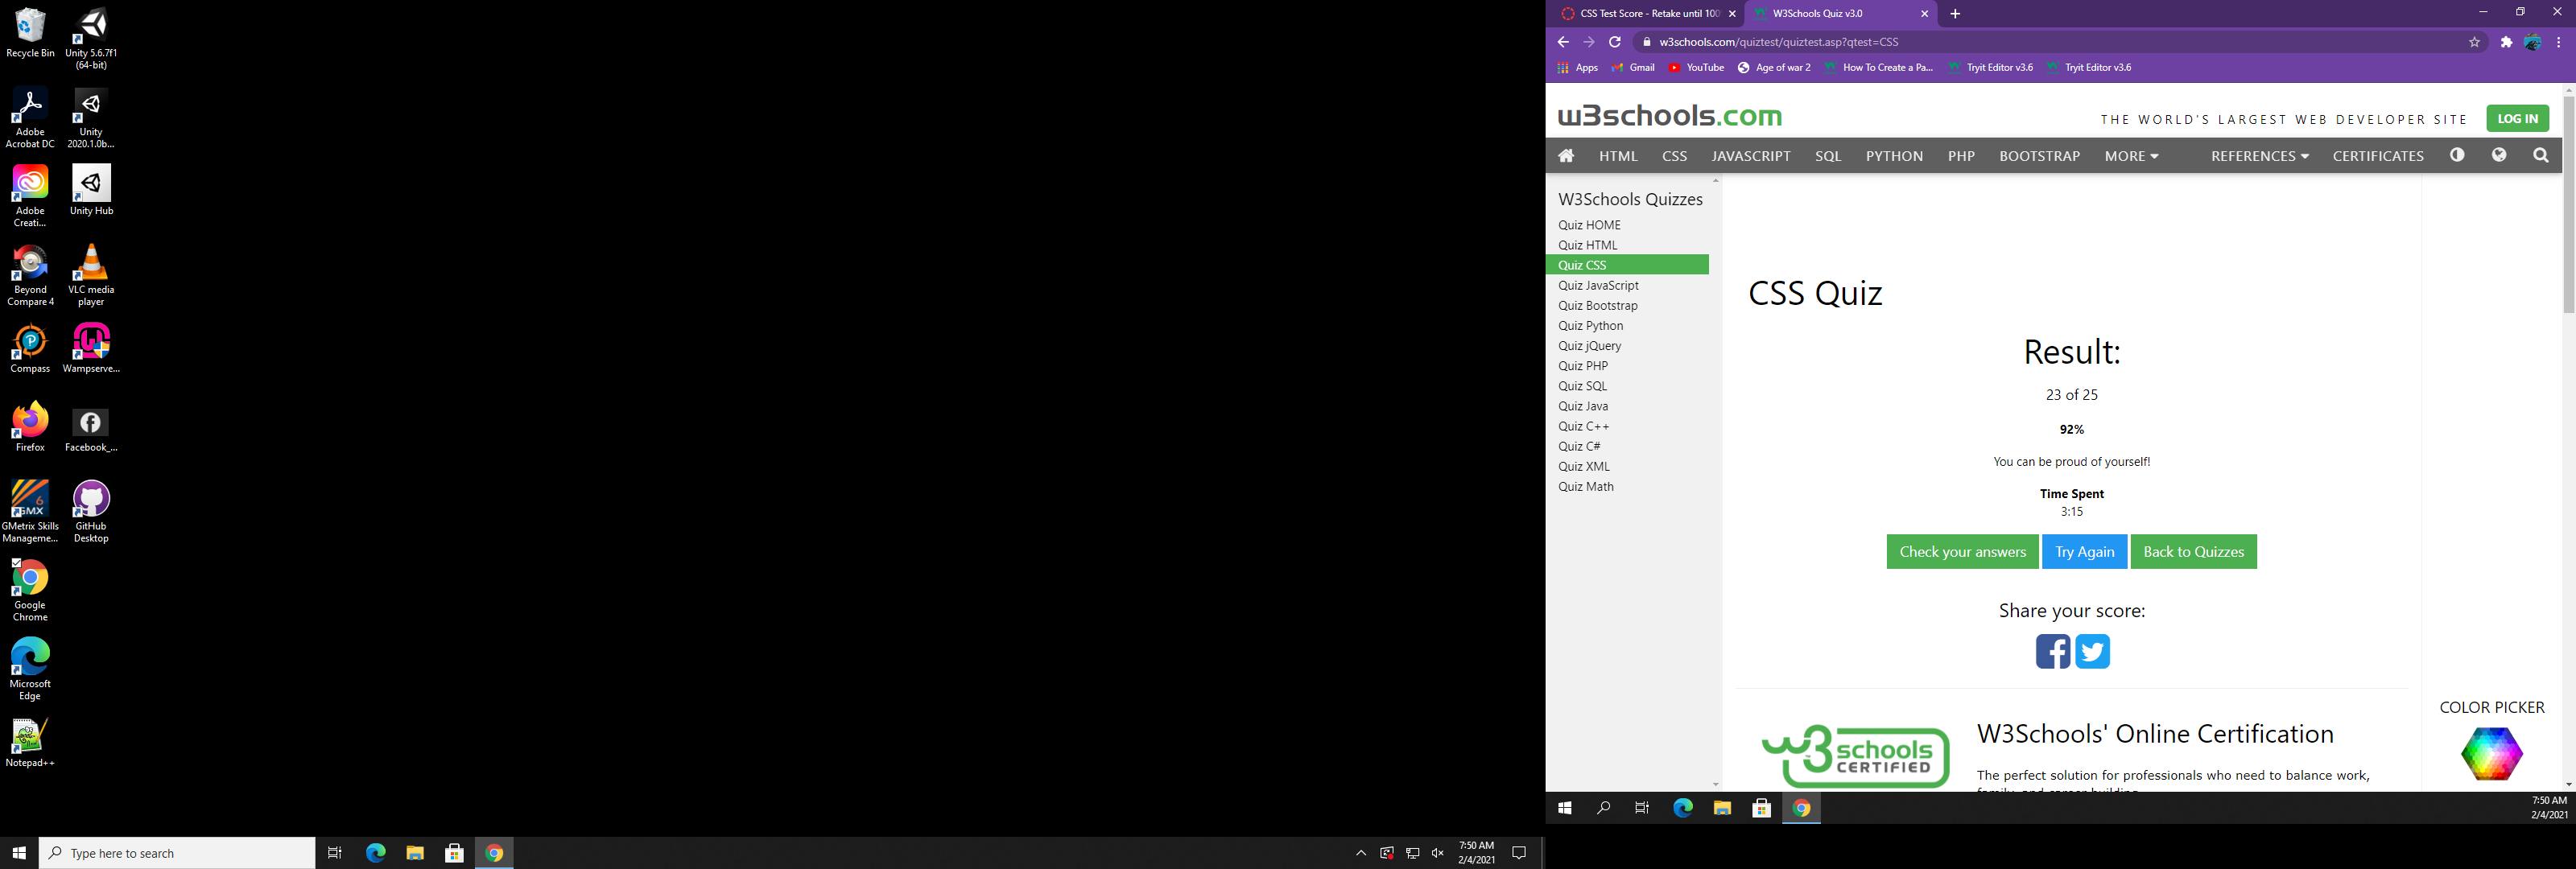 Recycle Bin
Unity 5.6.7f1
(64-bit)
Adobe
Acrobat DC
Unity
2020.1.0b...
Adobe
Creati...
Unity Hub
Beyond
Compare 4
VLC media
player
Compass
Wampserve...
Firefox
Facebook_...
GMetrix Skills
Manageme...
GitHub
Desktop
Google
Chrome
Microsoft
Edge
Notepad++
Type here to search
7:50 AM
2/4/2021
CSS Test Score - Retake until 100
W3Schools Quiz v3.0
w3schools.com/quiztest/quiztest.asp?qtest=CSS
Apps
Gmail
YouTube
Age of war 2
How To Create a Pa...
Tryit Editor v3.6
Tryit Editor v3.6
w3schools.com
THE WORLD'S LARGEST WEB DEVELOPER SITE
LOG IN
HTML
CSS
JAVASCRIPT
SQL
PYTHON
PHP
BOOTSTRAP
MORE
REFERENCES
CERTIFICATES
W3Schools Quizzes
Quiz HOME
Quiz HTML
Quiz CSS
Quiz JavaScript
Quiz Bootstrap
Quiz Python
Quiz jQuery
Quiz PHP
Quiz SQL
Quiz Java
Quiz C++
Quiz C#
Quiz XML
Quiz Math
CSS Quiz
Result:
23 of 25
92%
You can be proud of yourself!
Time Spent
3:15
Check your answers
Try Again
Back to Quizzes
Share your score:
w3schools
CERTIFIED
W3Schools' Online Certification
The perfect solution for professionals who need to balance work,
family, and career building.
COLOR PICKER
7:50 AM
2/4/2021